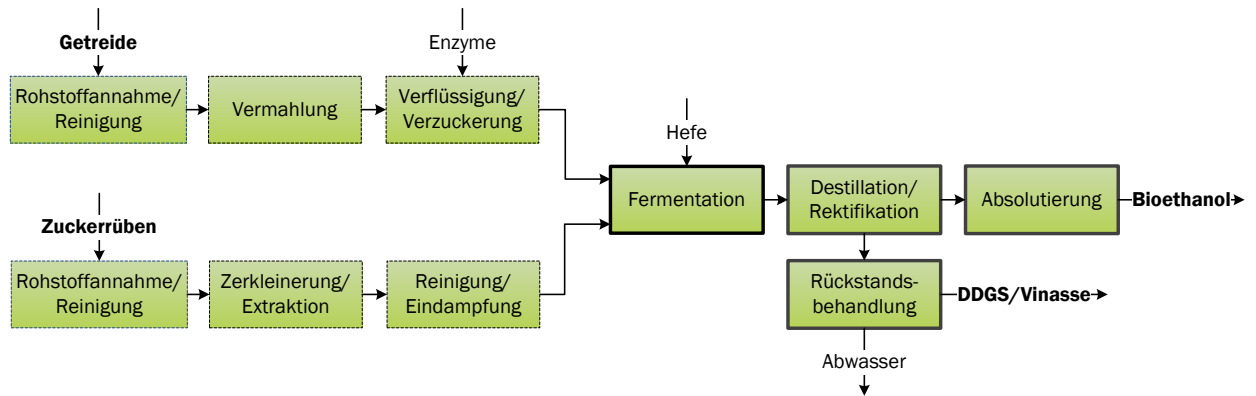 Getreide
Enzyme
Rohstoffannahme/
Reinigung
Vermahlung
Verflüssigung/
Verzuckerung
Hefe
Zuckerrüben
Fermentation
Destillation/
Rektifikation
Absolutierung
Bioethanol
Rohstoffannahme/
Reinigung
Zerkleinerung/
Extraktion
Reinigung/
Eindampfung
Rückstands-
behandlung
DDGS/Vinasse
Abwasser